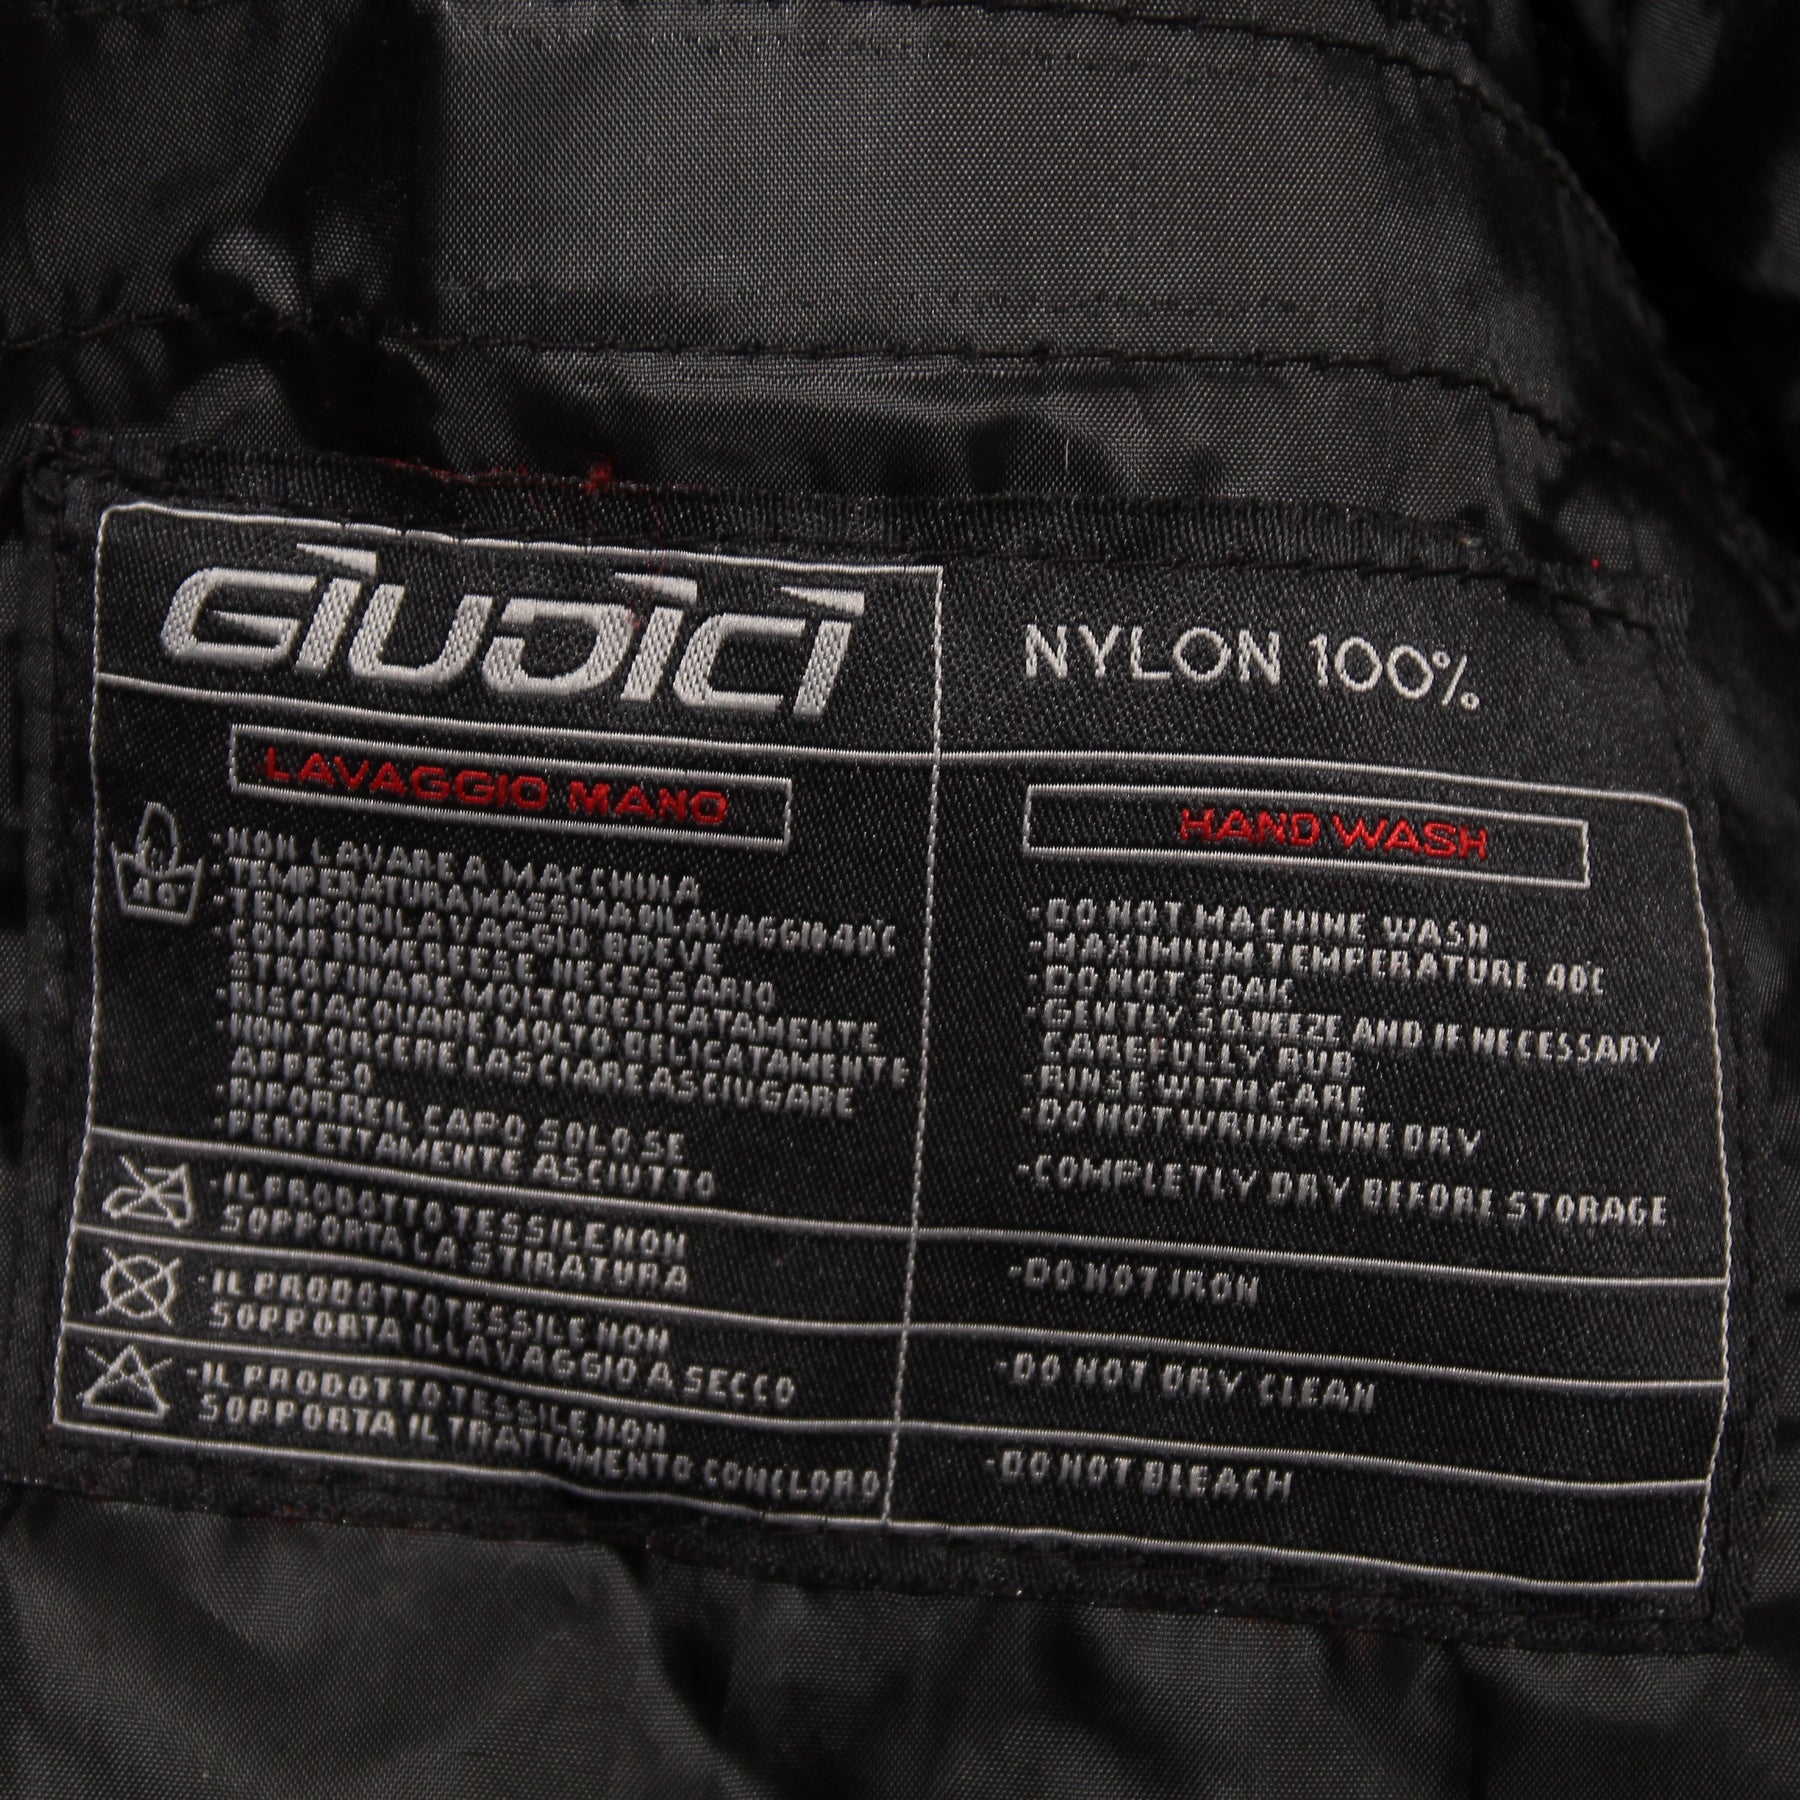 GIUDICI
NYLON 100%
LAVAGGIO MANO
40°
-NON LAVARE A MACCHINA
-TEMPERATURA MASSIMA DI LAVAGGIO 40°C
-TEMPO DI LAVAGGIO BREVE
-COMPRIMERE E SE NECESSARIO
STROFINARE MOLTO DELICATAMENTE
-RISCIACQUARE MOLTO DELICATAMENTE
-NON TORCERE LASCIARE ASCIUGARE
APPESO
-RIPORRE IL CAPO SOLO SE
PERFETTAMENTE ASCIUTTO
-IL PRODOTTO TESSILE NON
SOPPORTA LA STIRATURA
-IL PRODOTTO TESSILE NON
SOPPORTA IL LAVAGGIO A SECCO
-IL PRODOTTO TESSILE NON
SOPPORTA IL TRATTAMENTO CON CLORO
HAND WASH
-DO NOT MACHINE WASH
-MAXIMIUM TEMPERATURE 40°C
-DO NOT SOAK
-GENTLY SQUEEZE AND IF NECESSARY
CAREFULLY RUB
-RINSE WITH CARE
-DO NOT WRING LINE DRY
-COMPLETLY DRY BEFORE STORAGE
-DO NOT IRON
-DO NOT DRY CLEAN
-DO NOT BLEACH